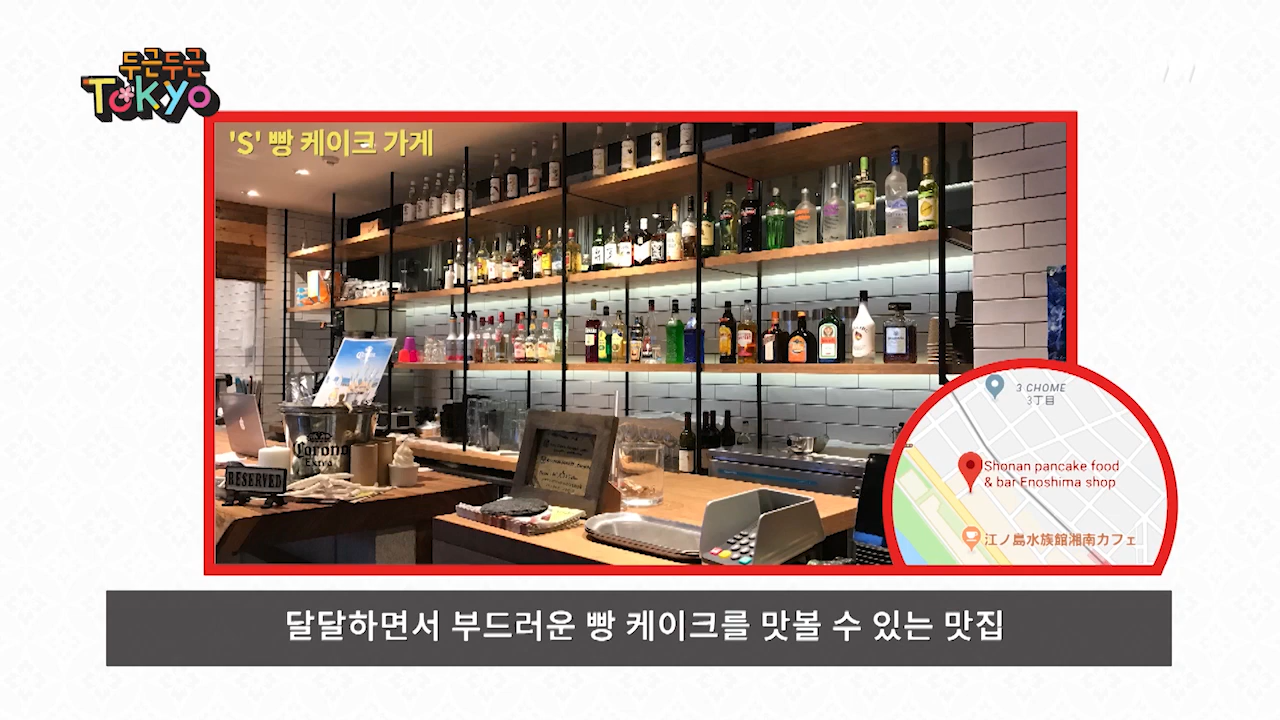 두근두근
Tokyo
'S' 빵 케이크 가게
Corona
Extra
RESERVED
3 CHOME
3丁目
Shonan pancake food
& bar Enoshima shop
江ノ島水族館湘南カフェ
달달하면서 부드러운 빵 케이크를 맛볼 수 있는 맛집